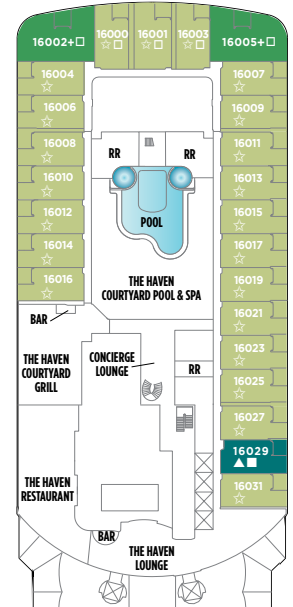 16002+□ 16000 16001 16003 16005+□
☆□ ☆□ ☆□
16004 16007
☆ ☆
16006 16009
☆ ☆
16008 16011
☆ ☆
RR RR
16010 16013
☆ ☆
16012 16015
☆ ☆
POOL
16014 16017
☆ ☆
16016 16019
☆ ☆
THE HAVEN
COURTYARD POOL & SPA
16021
☆
BAR
16023
☆
THE HAVEN
COURTYARD
GRILL
CONCIERGE
LOUNGE
RR
16025
☆
16027
☆
16029
▲■
THE HAVEN
RESTAURANT
16031
☆
BAR
THE HAVEN
LOUNGE